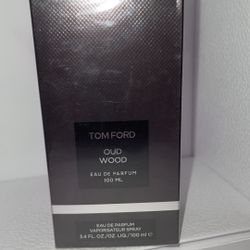 TOM FORD
OUD
WOOD
EAU DE PARFUM
100 ML
EAU DE PARFUM
VAPORISATEUR SPRAY
3.4 FL.OZ./OZ. LIQ./100 ml ℮